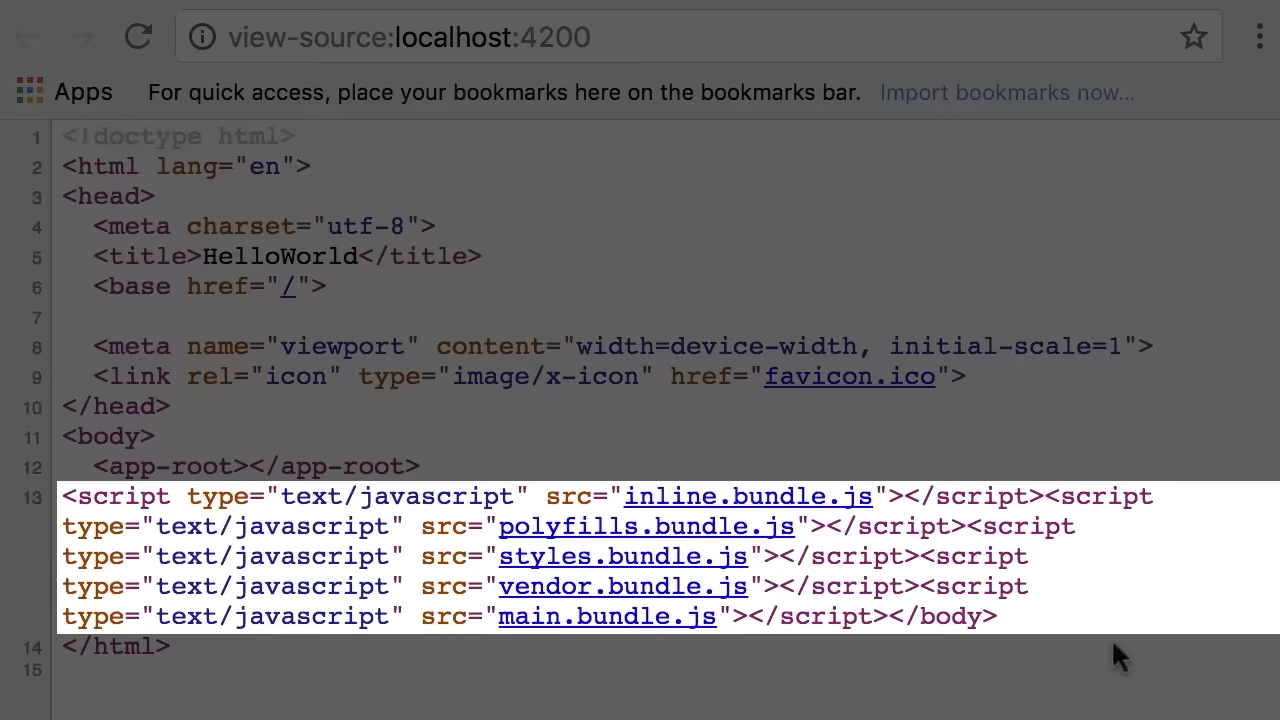 view-source:localhost:4200
Apps For quick access, place your bookmarks here on the bookmarks bar. Import bookmarks now...
1 <!doctype html>
2 <html lang="en">
3 <head>
4 <meta charset="utf-8">
5 <title>HelloWorld</title>
6 <base href="/">
7
8 <meta name="viewport" content="width=device-width, initial-scale=1">
9 <link rel="icon" type="image/x-icon" href="favicon.ico">
10 </head>
11 <body>
12 <app-root></app-root>
13 <script type="text/javascript" src="inline.bundle.js"></script><script
type="text/javascript" src="polyfills.bundle.js"></script><script
type="text/javascript" src="styles.bundle.js"></script><script
type="text/javascript" src="vendor.bundle.js"></script><script
type="text/javascript" src="main.bundle.js"></script></body>
14 </html>
15